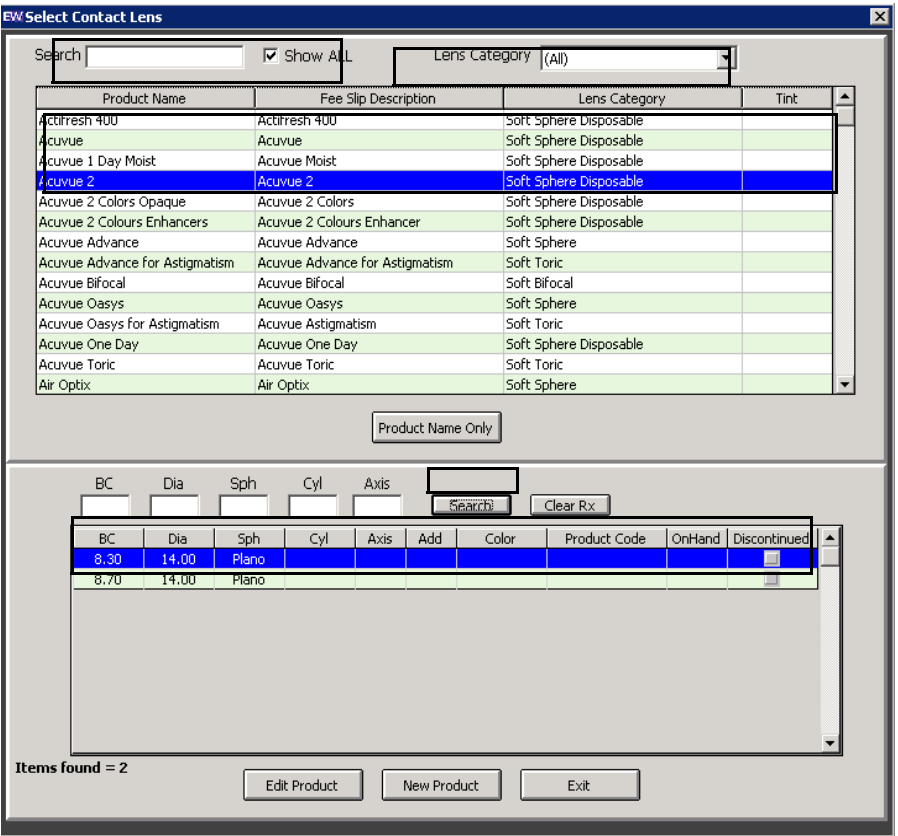 EW Select Contact Lens
Search Show ALL Lens Category (All)
Product Name Fee Slip Description Lens Category Tint
Actifresh 400 Actifresh 400 Soft Sphere Disposable
Acuvue Acuvue Soft Sphere Disposable
Acuvue 1 Day Moist Acuvue Moist Soft Sphere Disposable
Acuvue 2 Acuvue 2 Soft Sphere Disposable
Acuvue 2 Colors Opaque Acuvue 2 Colors Soft Sphere Disposable
Acuvue 2 Colours Enhancers Acuvue 2 Colours Enhancer Soft Sphere Disposable
Acuvue Advance Acuvue Advance Soft Sphere
Acuvue Advance for Astigmatism Acuvue Advance for Astigmatism Soft Toric
Acuvue Bifocal Acuvue Bifocal Soft Bifocal
Acuvue Oasys Acuvue Oasys Soft Sphere
Acuvue Oasys for Astigmatism Acuvue Astigmatism Soft Toric
Acuvue One Day Acuvue One Day Soft Sphere Disposable
Acuvue Toric Acuvue Toric Soft Toric
Air Optix Air Optix Soft Sphere
Product Name Only
BC Dia Sph Cyl Axis
Search Clear Rx
BC Dia Sph Cyl Axis Add Color Product Code OnHand Discontinued
8.30 14.00 Plano
8.70 14.00 Plano
Items found = 2
Edit Product New Product Exit